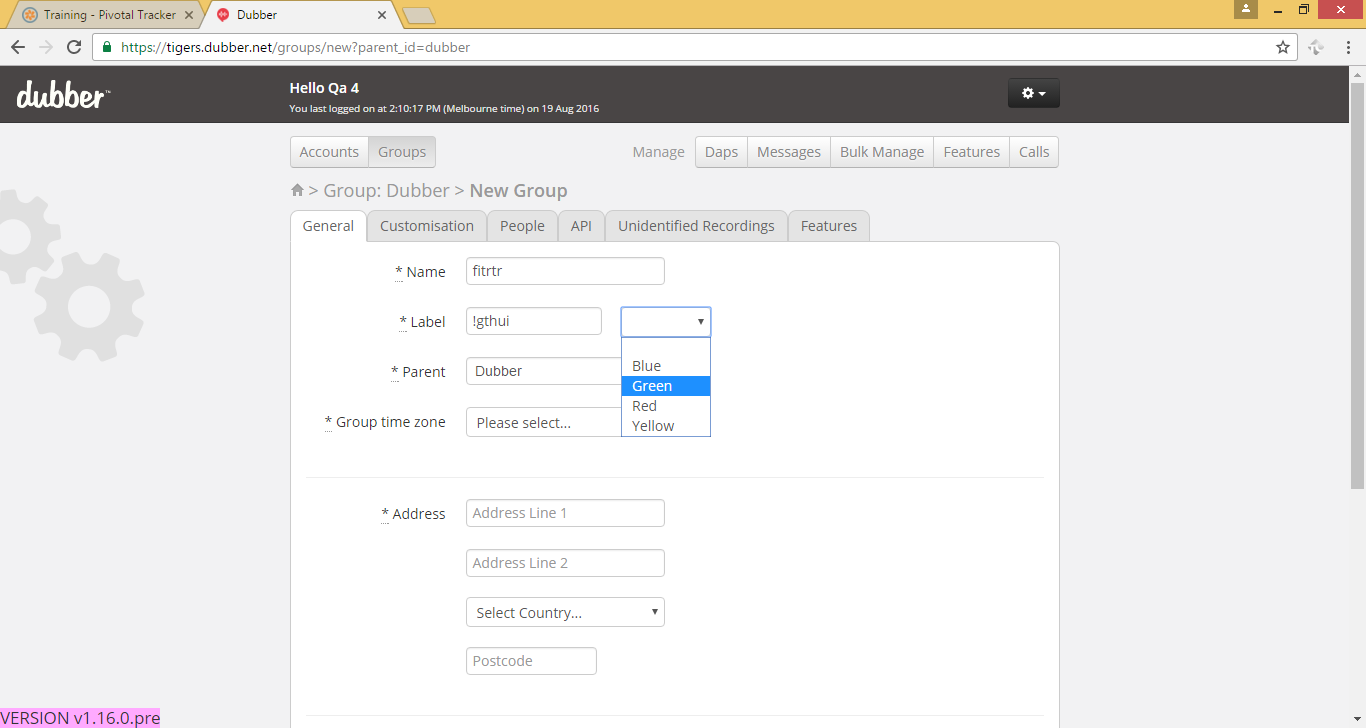 Training - Pivotal Tracker
Dubber
https://tigers.dubber.net/groups/new?parent_id=dubber
dubber™
Hello Qa 4
You last logged on at 2:10:17 PM (Melbourne time) on 19 Aug 2016
Accounts Groups Manage Daps Messages Bulk Manage Features Calls
> Group: Dubber > New Group
General Customisation People API Unidentified Recordings Features
* Name fitrtr
* Label !gthui
Blue
* Parent Dubber
Green
Red
* Group time zone Please select...
Yellow
* Address Address Line 1
Address Line 2
Select Country...
Postcode
VERSION v1.16.0.pre